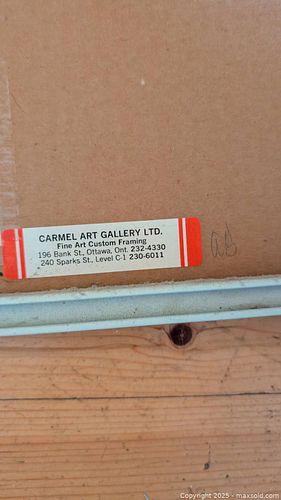 CARMEL ART GALLERY LTD.
Fine Art Custom Framing
196 Bank St., Ottawa, Ont. 232-4330
240 Sparks St., Level C-1 230-6011
Copyright © 2025 - maxsold.com